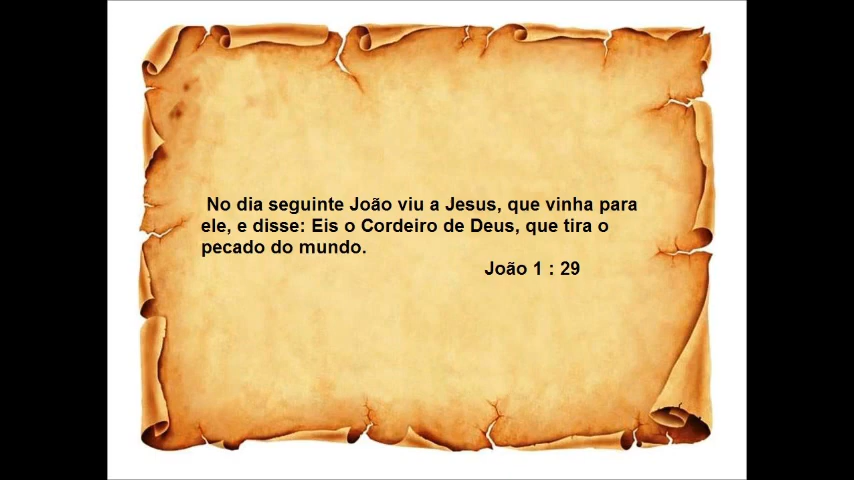 No dia seguinte João viu a Jesus, que vinha para
ele, e disse: Eis o Cordeiro de Deus, que tira o
pecado do mundo.
João 1 : 29